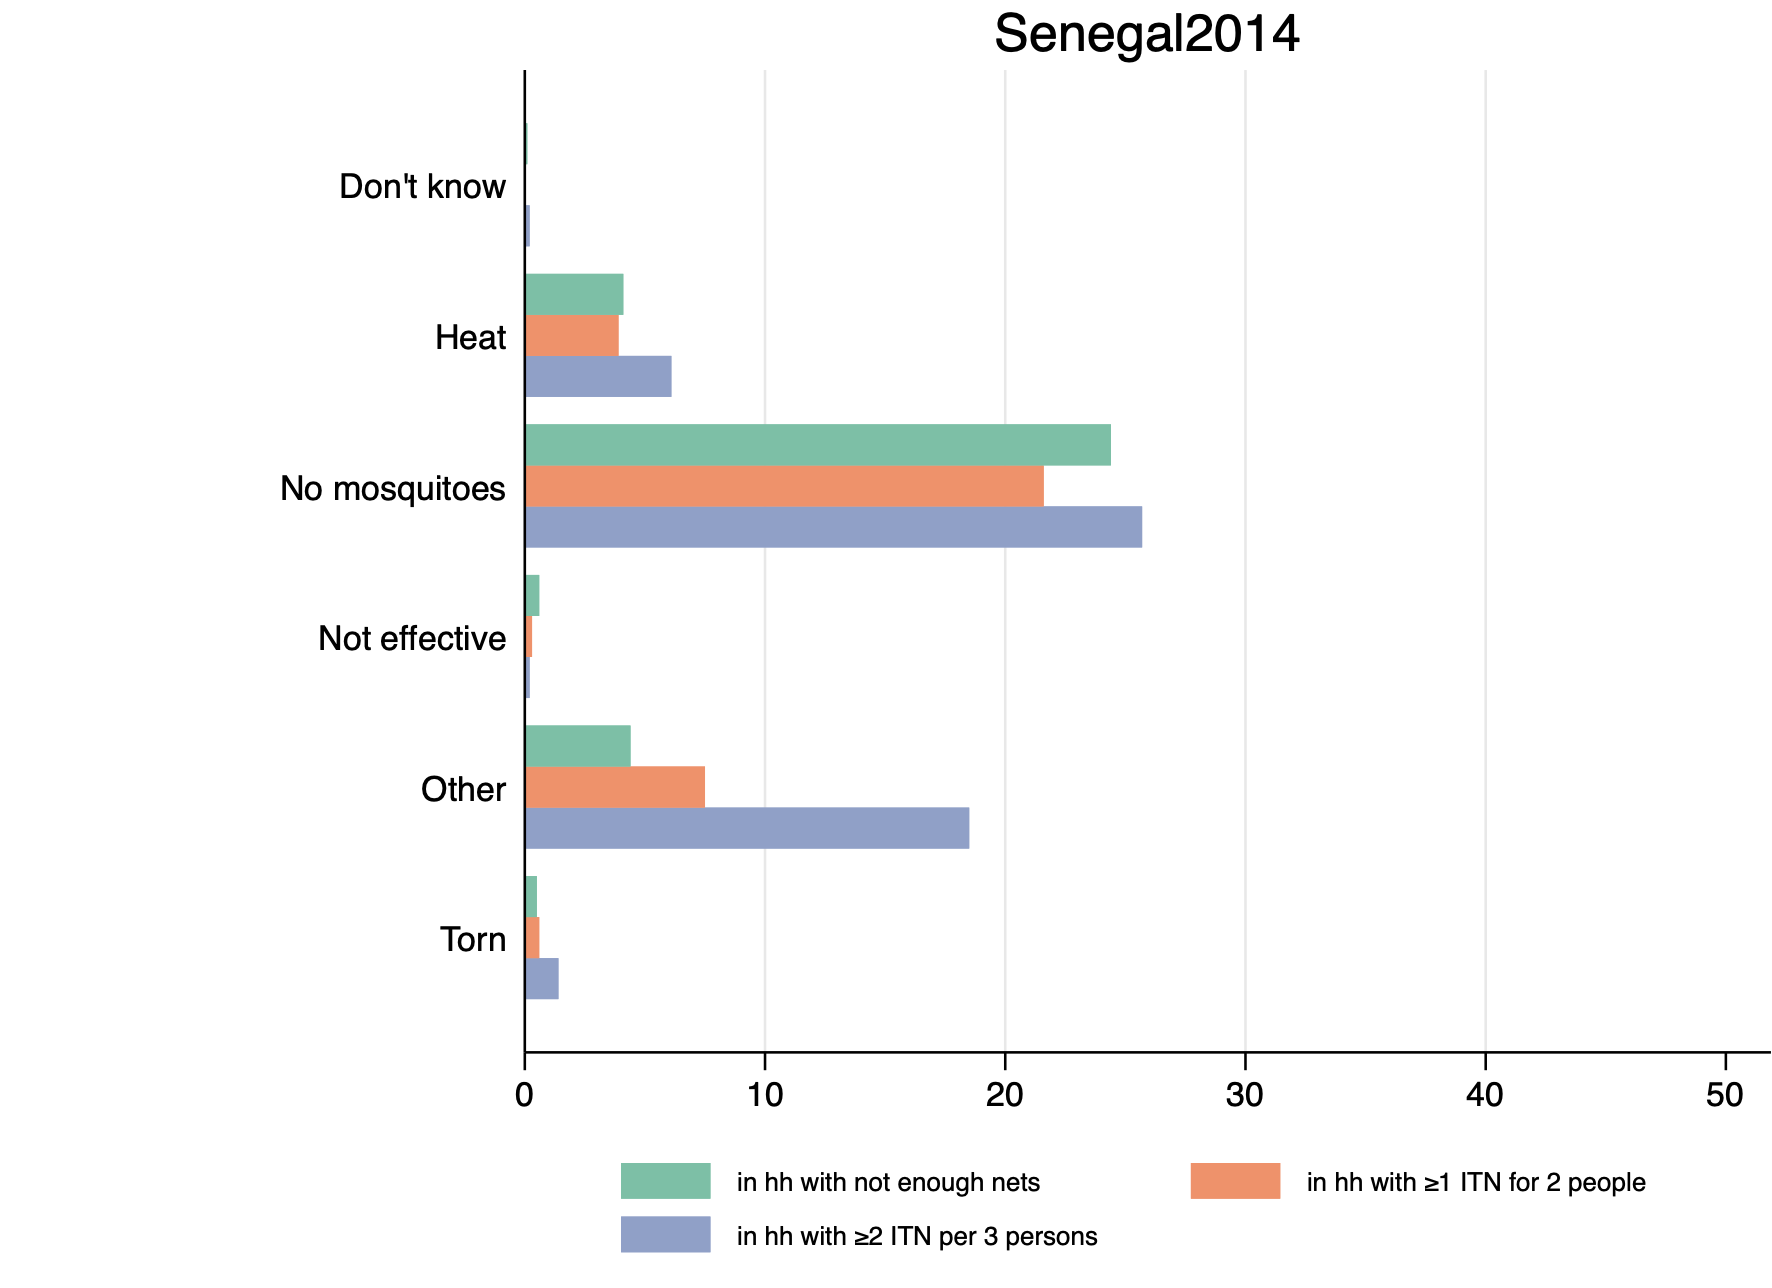 Senegal2014
Don't know
Heat
No mosquitoes
Not effective
Other
Torn
0 10 20 30 40 50
in hh with not enough nets in hh with ≥1 ITN for 2 people
in hh with ≥2 ITN per 3 persons